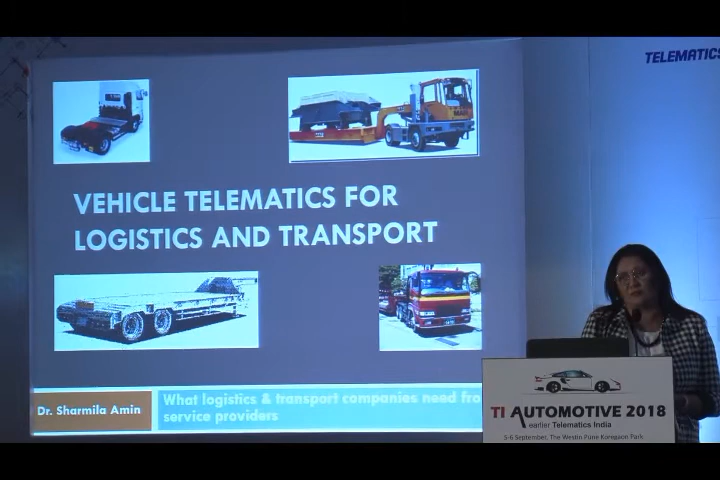 TELEMATICS
VEHICLE TELEMATICS FOR
LOGISTICS AND TRANSPORT
Dr. Sharmila Amin
What logistics & transport companies need fro
service providers
TI AUTOMOTIVE 2018
earlier Telematics India
5-6 September, The Westin Pune Koregaon Park